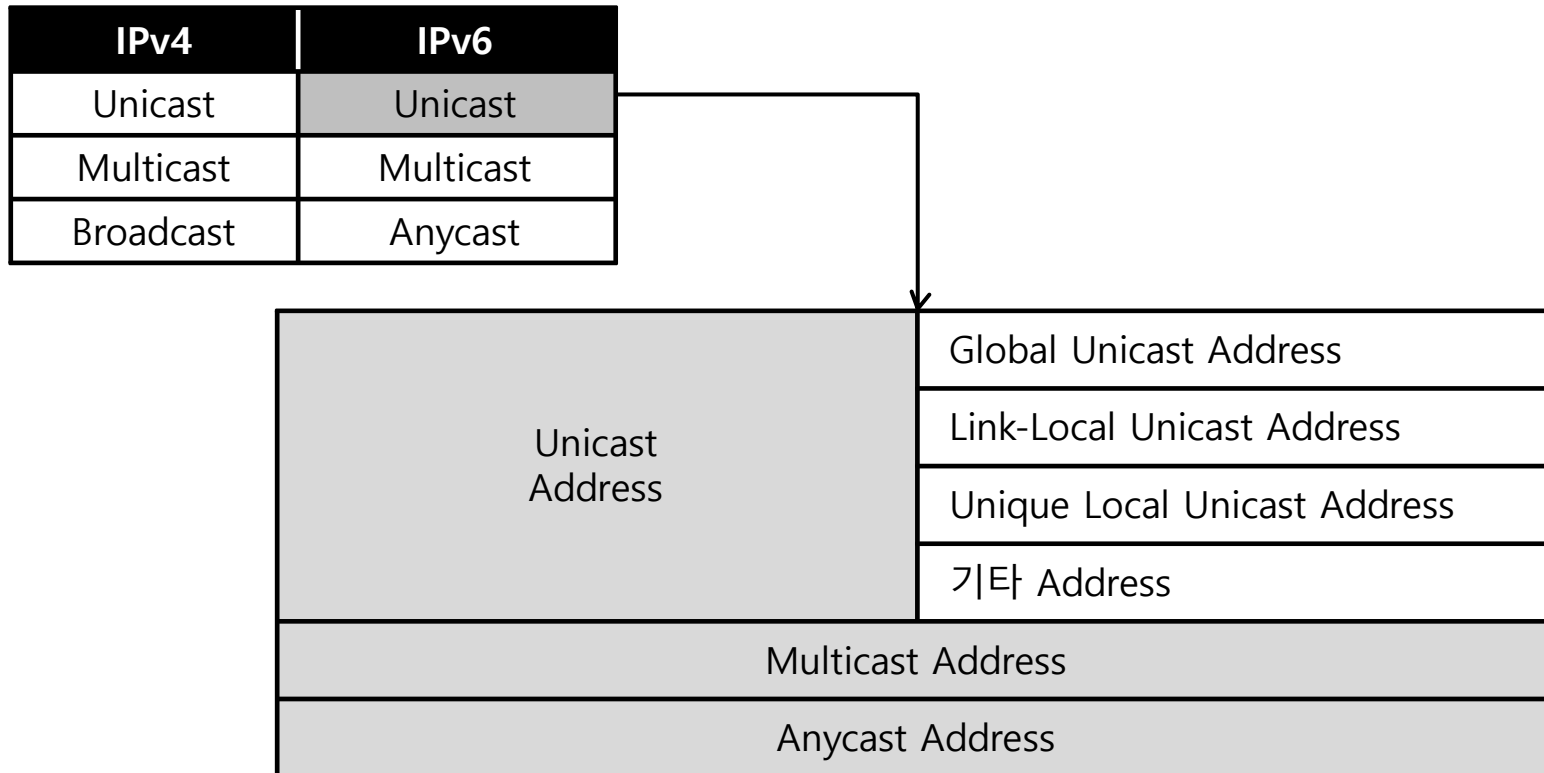 IPv4 IPv6
Unicast Unicast
Multicast Multicast
Broadcast Anycast
Unicast
Address
Global Unicast Address
Link-Local Unicast Address
Unique Local Unicast Address
기타 Address
Multicast Address
Anycast Address